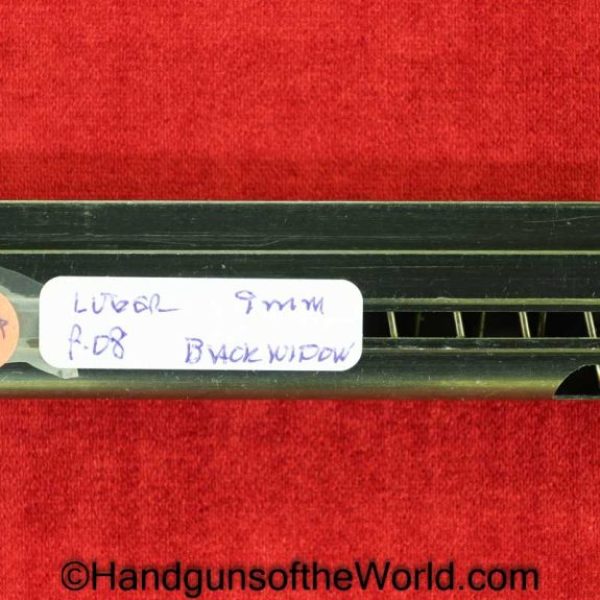 LUGER 9mm
P.08 BLACKWIDOW
©HandgunsoftheWorld.com